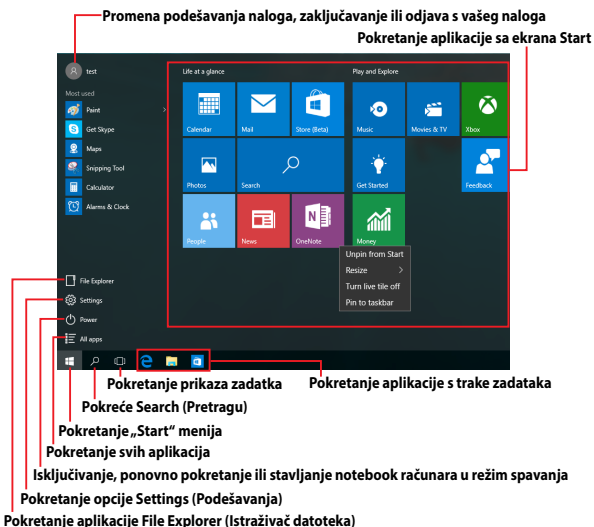 Promena podešavanja naloga, zaključavanje ili odjava s vašeg naloga
Pokretanje aplikacije sa ekrana Start
test
Life at a glance
Play and Explore
Most used
Paint
Get Skype
Maps
Snipping Tool
Calculator
Alarms & Clock
Calendar
Mail
Store (Beta)
Music
Movies & TV
Xbox
Photos
Search
Get Started
Feedback
People
News
OneNote
Money
Unpin from Start
Resize
Turn live tile off
Pin to taskbar
File Explorer
Settings
Power
All apps
Pokretanje prikaza zadatka
Pokretanje aplikacije s trake zadataka
Pokreće Search (Pretragu)
Pokretanje „Start“ menija
Pokretanje svih aplikacija
Isključivanje, ponovno pokretanje ili stavljanje notebook računara u režim spavanja
Pokretanje opcije Settings (Podešavanja)
Pokretanje aplikacije File Explorer (Istraživač datoteka)